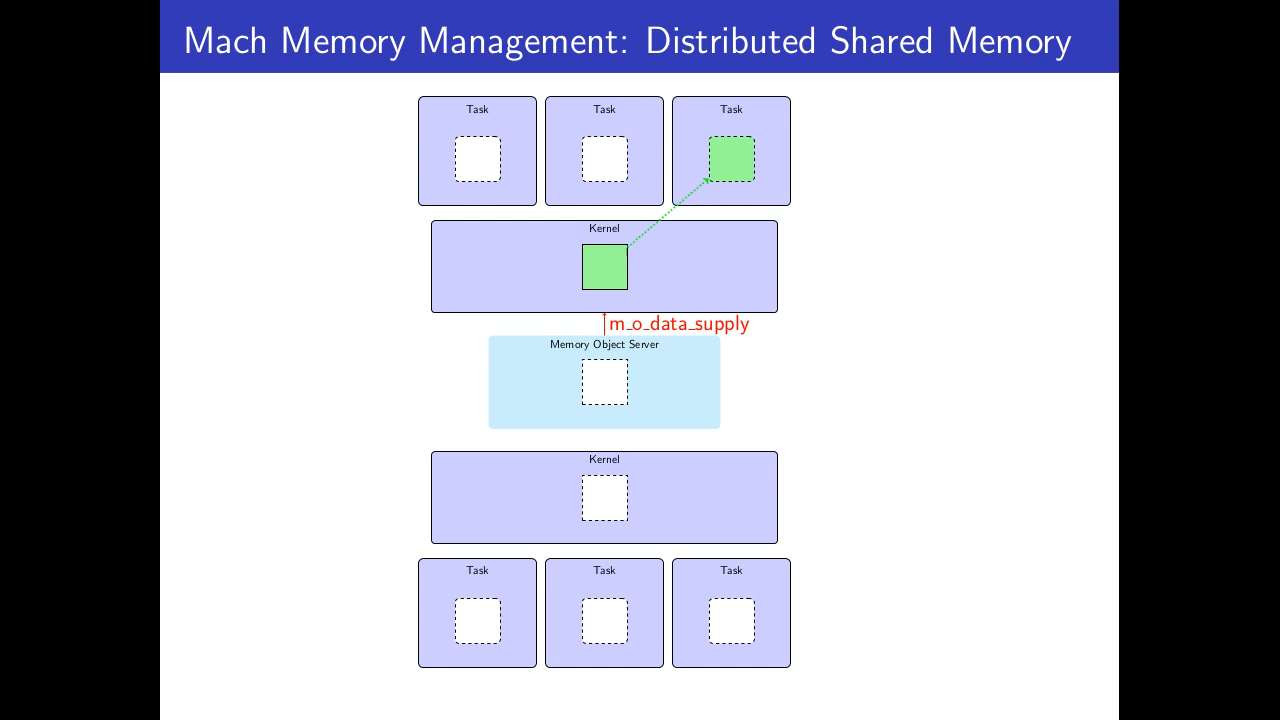 Mach Memory Management: Distributed Shared Memory
Task Task Task
Kernel
m_o_data_supply
Memory Object Server
Kernel
Task Task Task